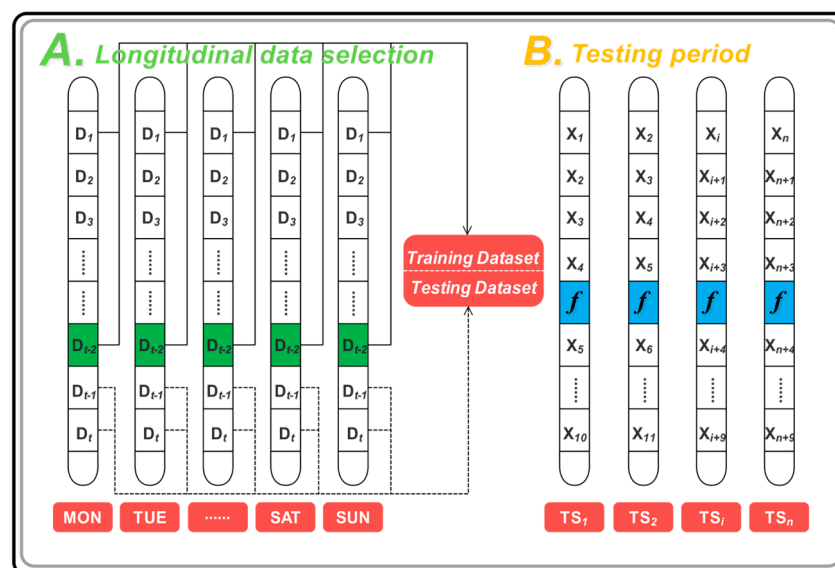 A. Longitudinal data selection
B. Testing period
D1 D1 D1 D1 D1
D2 D2 D2 D2 D2
D3 D3 D3 D3 D3
...... ...... ...... ...... ......
...... ...... ...... ...... ......
Dt-2 Dt-2 Dt-2 Dt-2 Dt-2
Dt-1 Dt-1 Dt-1 Dt-1 Dt-1
Dt Dt Dt Dt Dt
MON TUE ...... SAT SUN
Training Dataset
Testing Dataset
X1 X2 Xi Xn
X2 X3 Xi+1 Xn+1
X3 X4 Xi+2 Xn+2
X4 X5 Xi+3 Xn+3
f f f f
X5 X6 Xi+4 Xn+4
...... ...... ...... ......
X10 X11 Xi+9 Xn+9
TS1 TS2 TSi TSn